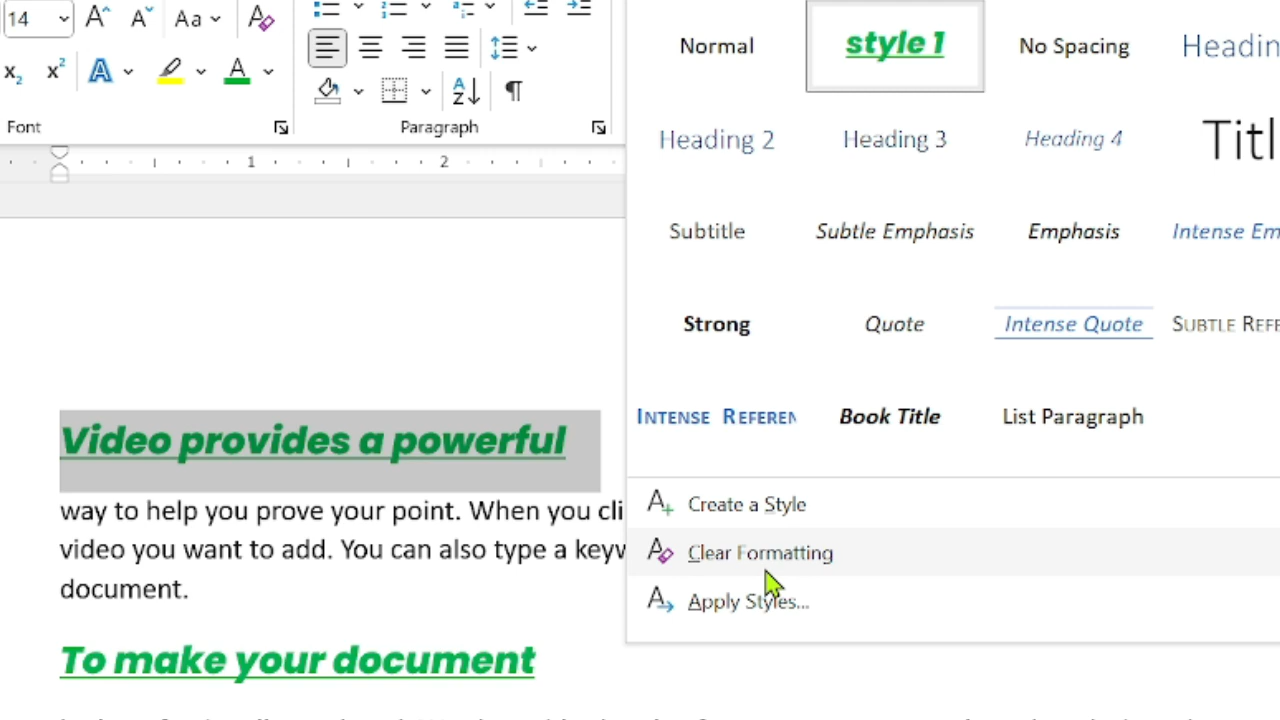 14
Aa
x2 x2 A A
A Z
Font
Paragraph
1 2
Normal
style 1
No Spacing
Headin
Heading 2
Heading 3
Heading 4
Titl
Subtitle
Subtle Emphasis
Emphasis
Intense Em
Strong
Quote
Intense Quote
SUBTLE REFE
INTENSE REFEREN
Book Title
List Paragraph
Create a Style
Clear Formatting
Apply Styles...
Video provides a powerful
way to help you prove your point. When you cli
video you want to add. You can also type a keyw
document.
To make your document